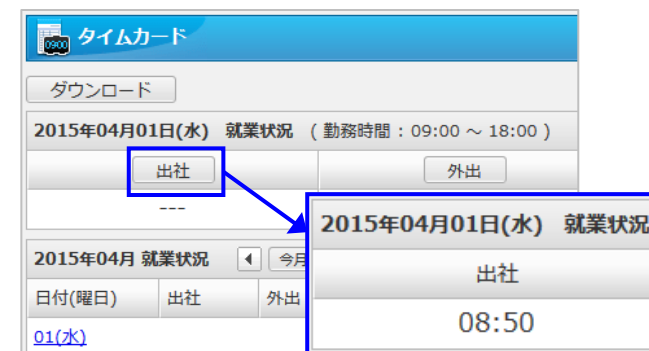 0900 タイムカード
ダウンロード
2015年04月01日(水) 就業状況 ( 勤務時間 : 09:00 ～ 18:00 )
出社 外出
---
2015年04月 就業状況 今月
日付(曜日) 出社 外出
01(水)
2015年04月01日(水) 就業状況
出社
08:50